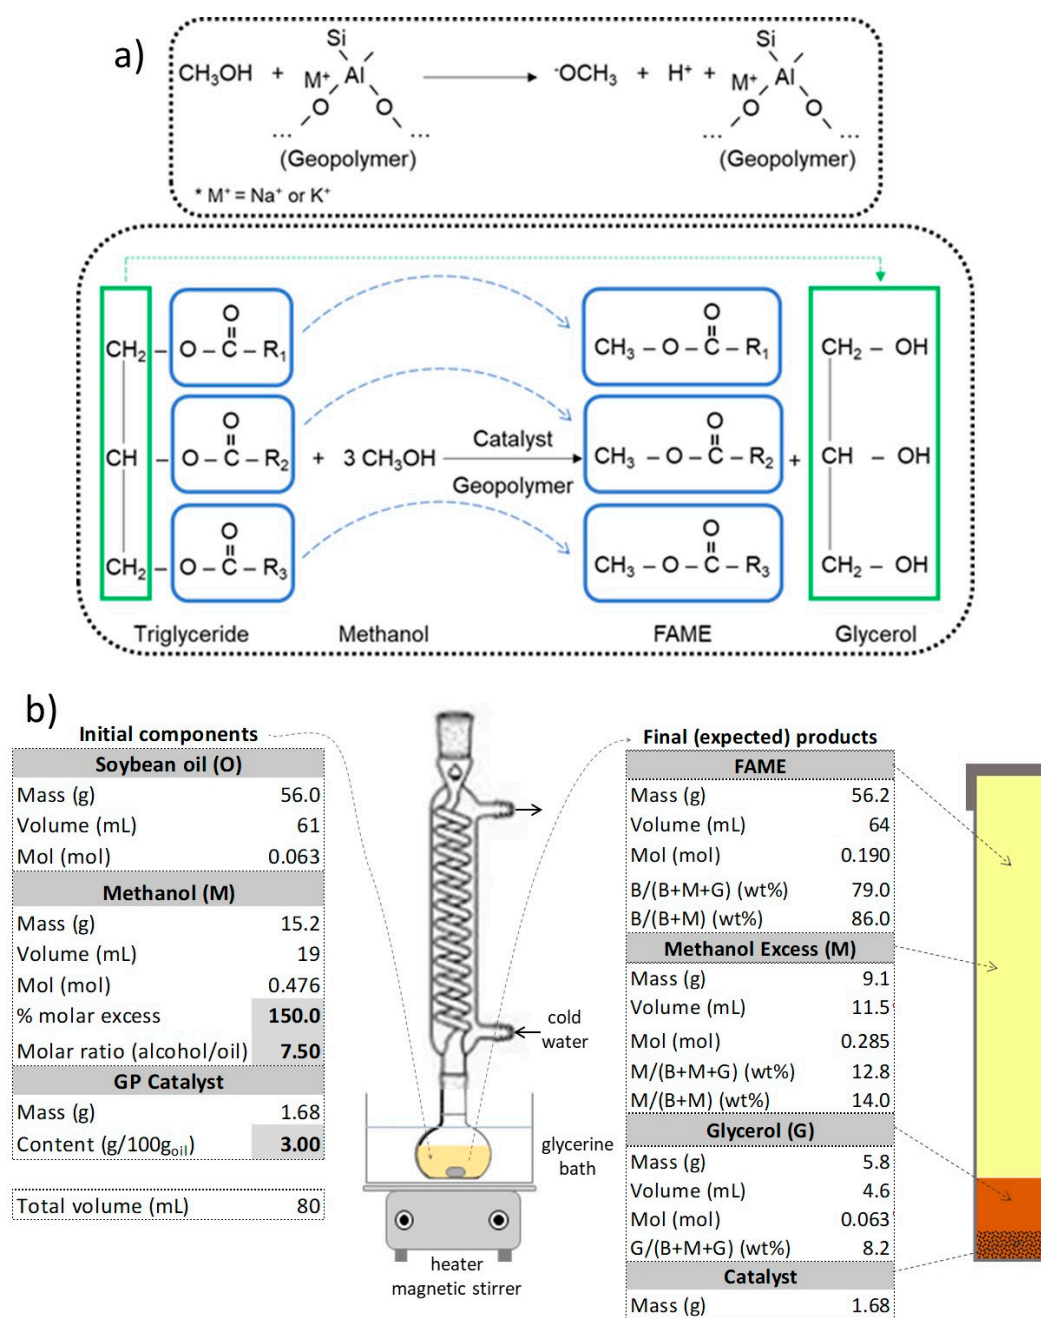 a)
Si
CH₃OH + M⁺ Al ⁻OCH₃ + H⁺ +
O O
... ...
(Geopolymer)
Si
M⁺ Al
O O
... ...
(Geopolymer)
* M⁺ = Na⁺ or K⁺
O
CH₂ – O – C – R₁
O
CH – O – C – R₂ + 3 CH₃OH
O
CH₂ – O – C – R₃
Catalyst
Geopolymer
O
CH₃ – O – C – R₁
O
CH₃ – O – C – R₂ +
O
CH₃ – O – C – R₃
CH₂ – OH
CH – OH
CH₂ – OH
Triglyceride Methanol FAME Glycerol
b)
Initial components
Soybean oil (O)
Mass (g) 56.0
Volume (mL) 61
Mol (mol) 0.063
Methanol (M)
Mass (g) 15.2
Volume (mL) 19
Mol (mol) 0.476
% molar excess 150.0
Molar ratio (alcohol/oil) 7.50
GP Catalyst
Mass (g) 1.68
Content (g/100g_oil) 3.00
Total volume (mL) 80
cold
water
glycerine
bath
heater
magnetic stirrer
Final (expected) products
FAME
Mass (g) 56.2
Volume (mL) 64
Mol (mol) 0.190
B/(B+M+G) (wt%) 79.0
B/(B+M) (wt%) 86.0
Methanol Excess (M)
Mass (g) 9.1
Volume (mL) 11.5
Mol (mol) 0.285
M/(B+M+G) (wt%) 12.8
M/(B+M) (wt%) 14.0
Glycerol (G)
Mass (g) 5.8
Volume (mL) 4.6
Mol (mol) 0.063
G/(B+M+G) (wt%) 8.2
Catalyst
Mass (g) 1.68